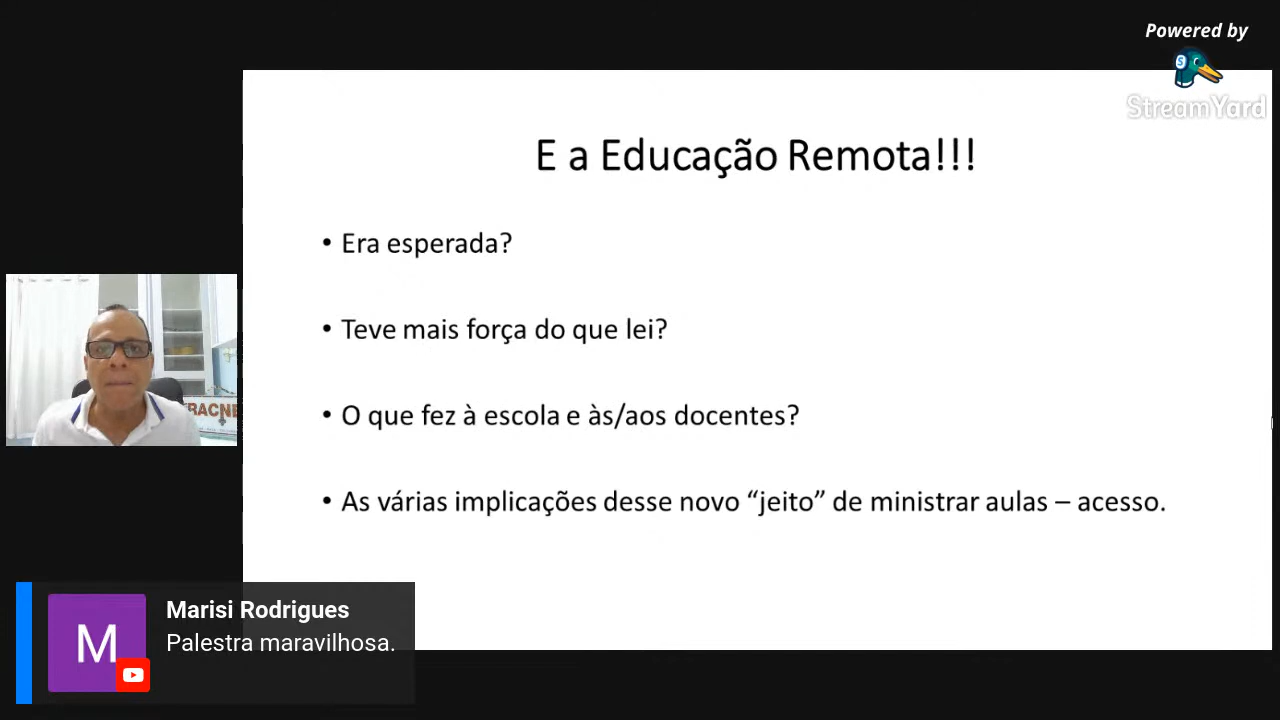 Powered by
StreamYard
E a Educação Remota!!!
• Era esperada?
• Teve mais força do que lei?
• O que fez à escola e às/aos docentes?
• As várias implicações desse novo “jeito” de ministrar aulas – acesso.
M
Marisi Rodrigues
Palestra maravilhosa.